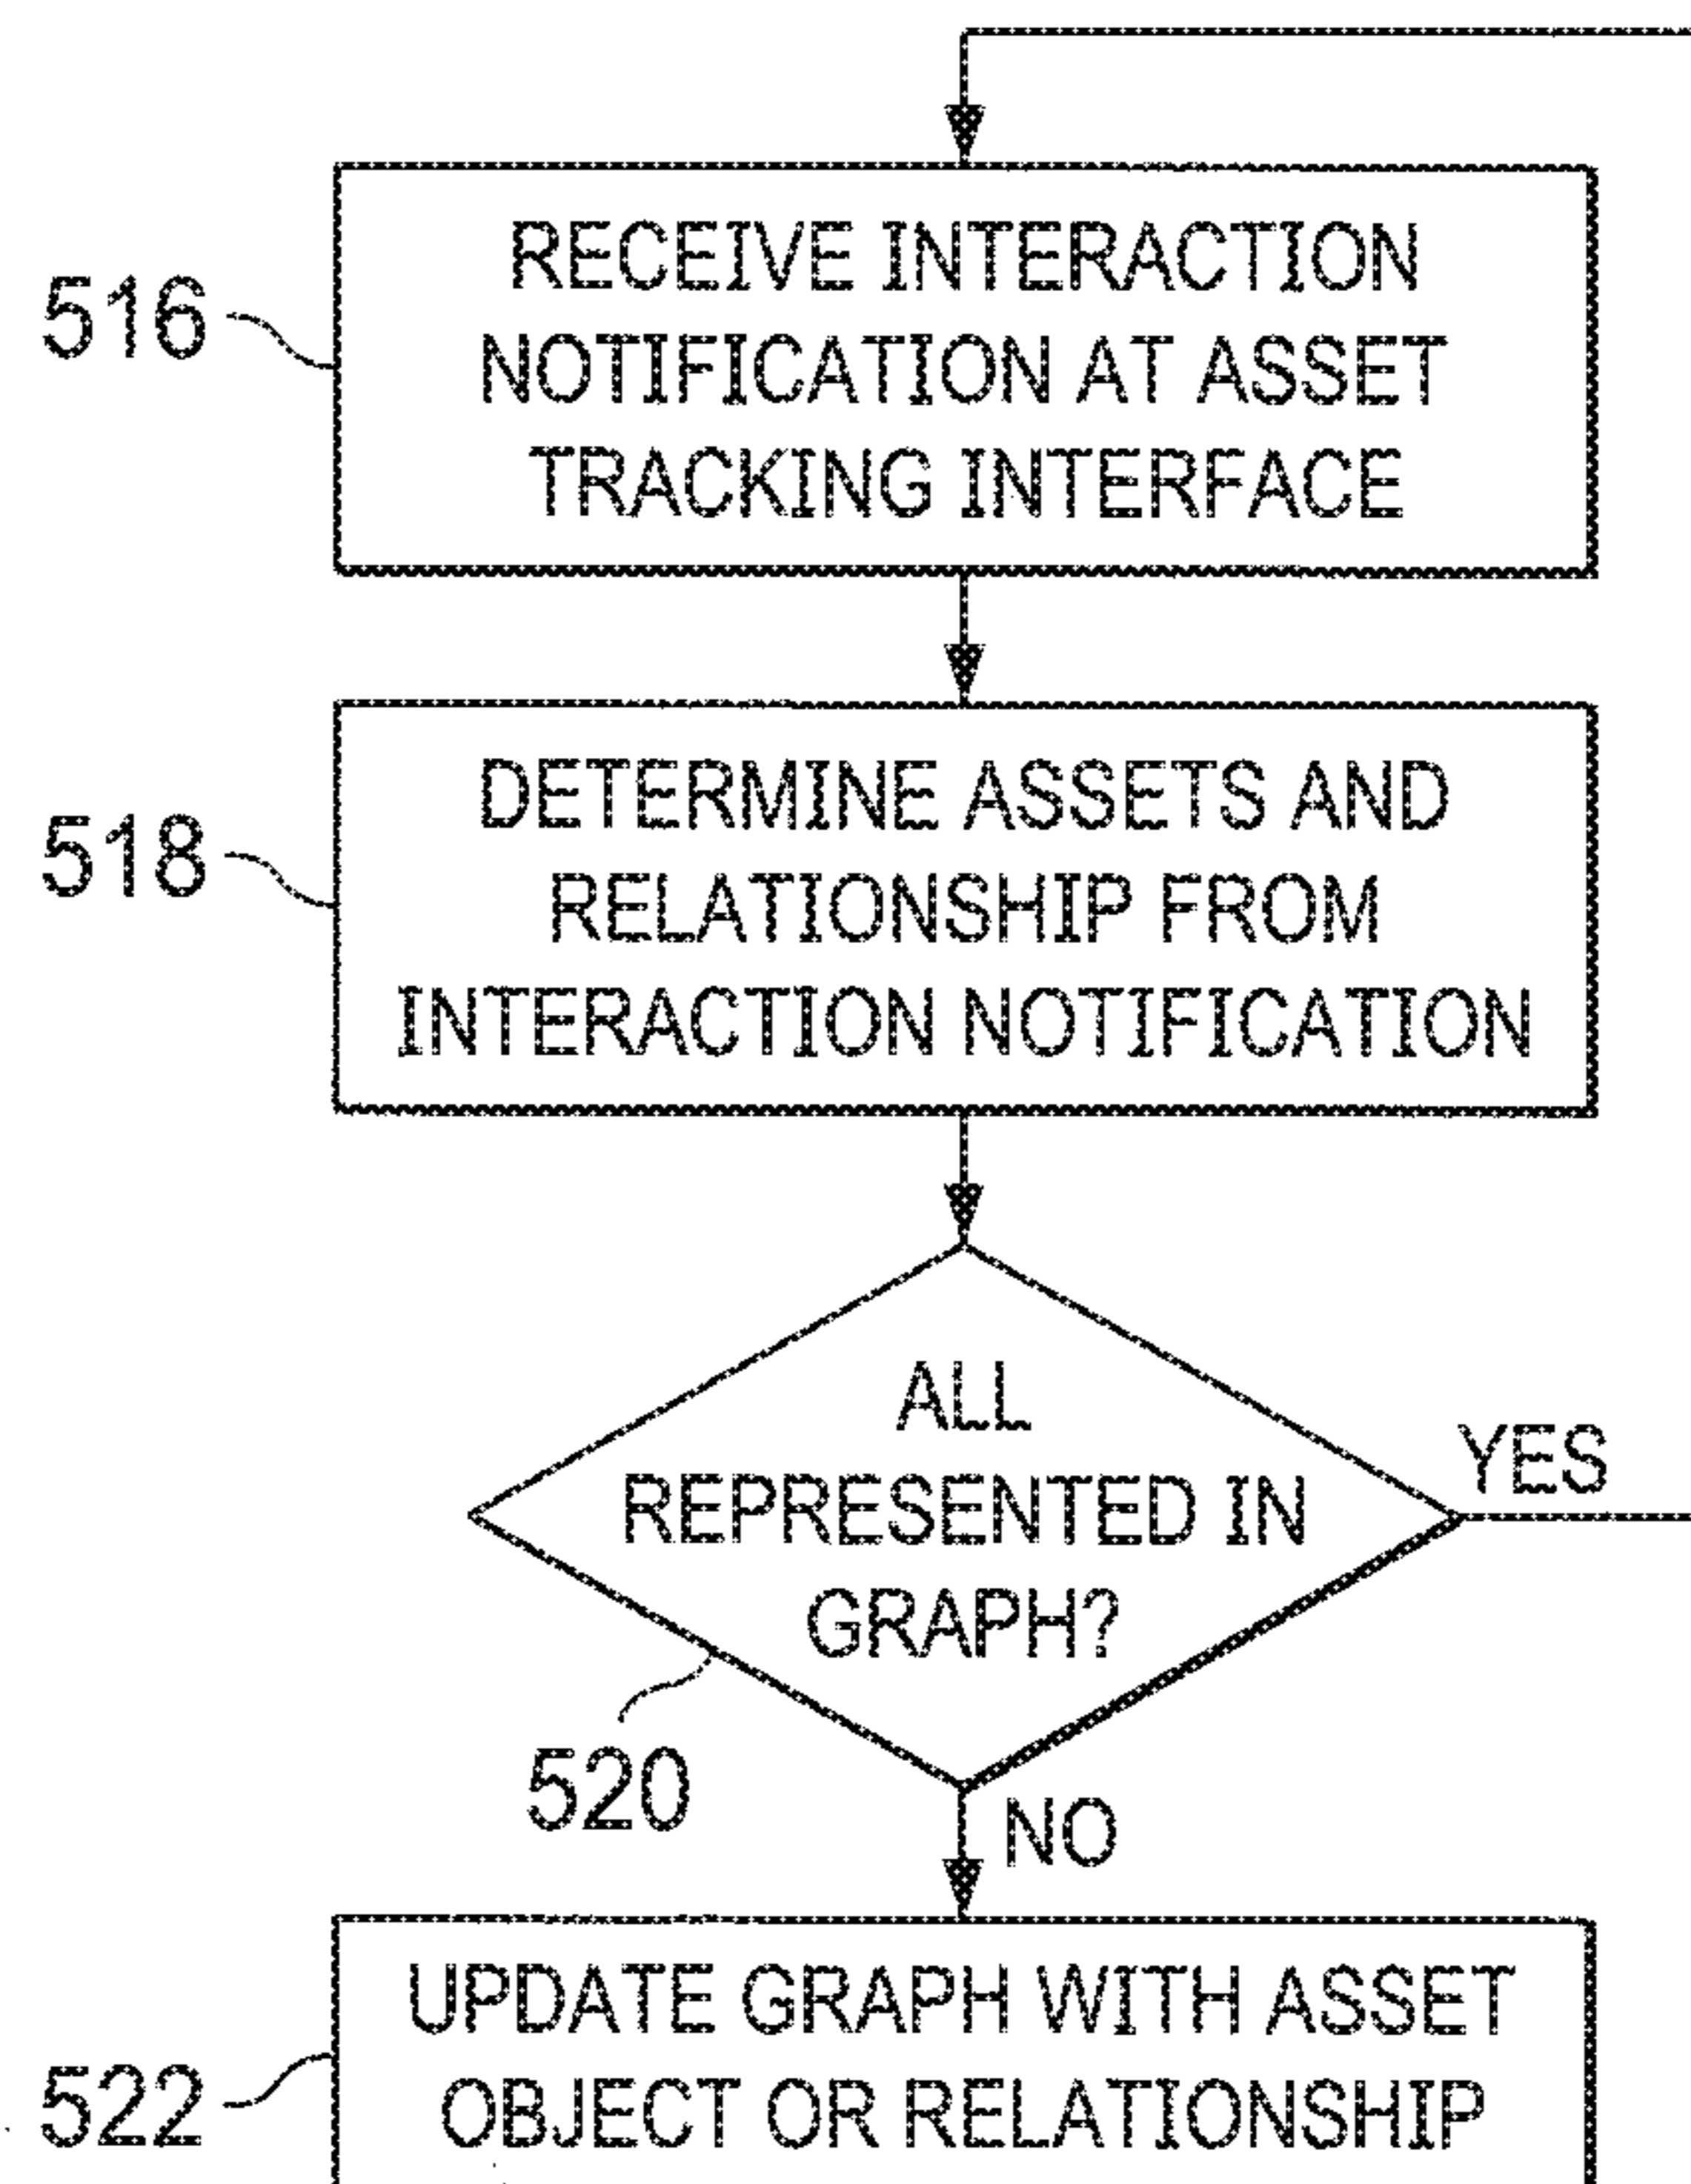 516
RECEIVE INTERACTION
NOTIFICATION AT ASSET
TRACKING INTERFACE
518
DETERMINE ASSETS AND
RELATIONSHIP FROM
INTERACTION NOTIFICATION
ALL
REPRESENTED IN
GRAPH?
YES
520
NO
522
UPDATE GRAPH WITH ASSET
OBJECT OR RELATIONSHIP